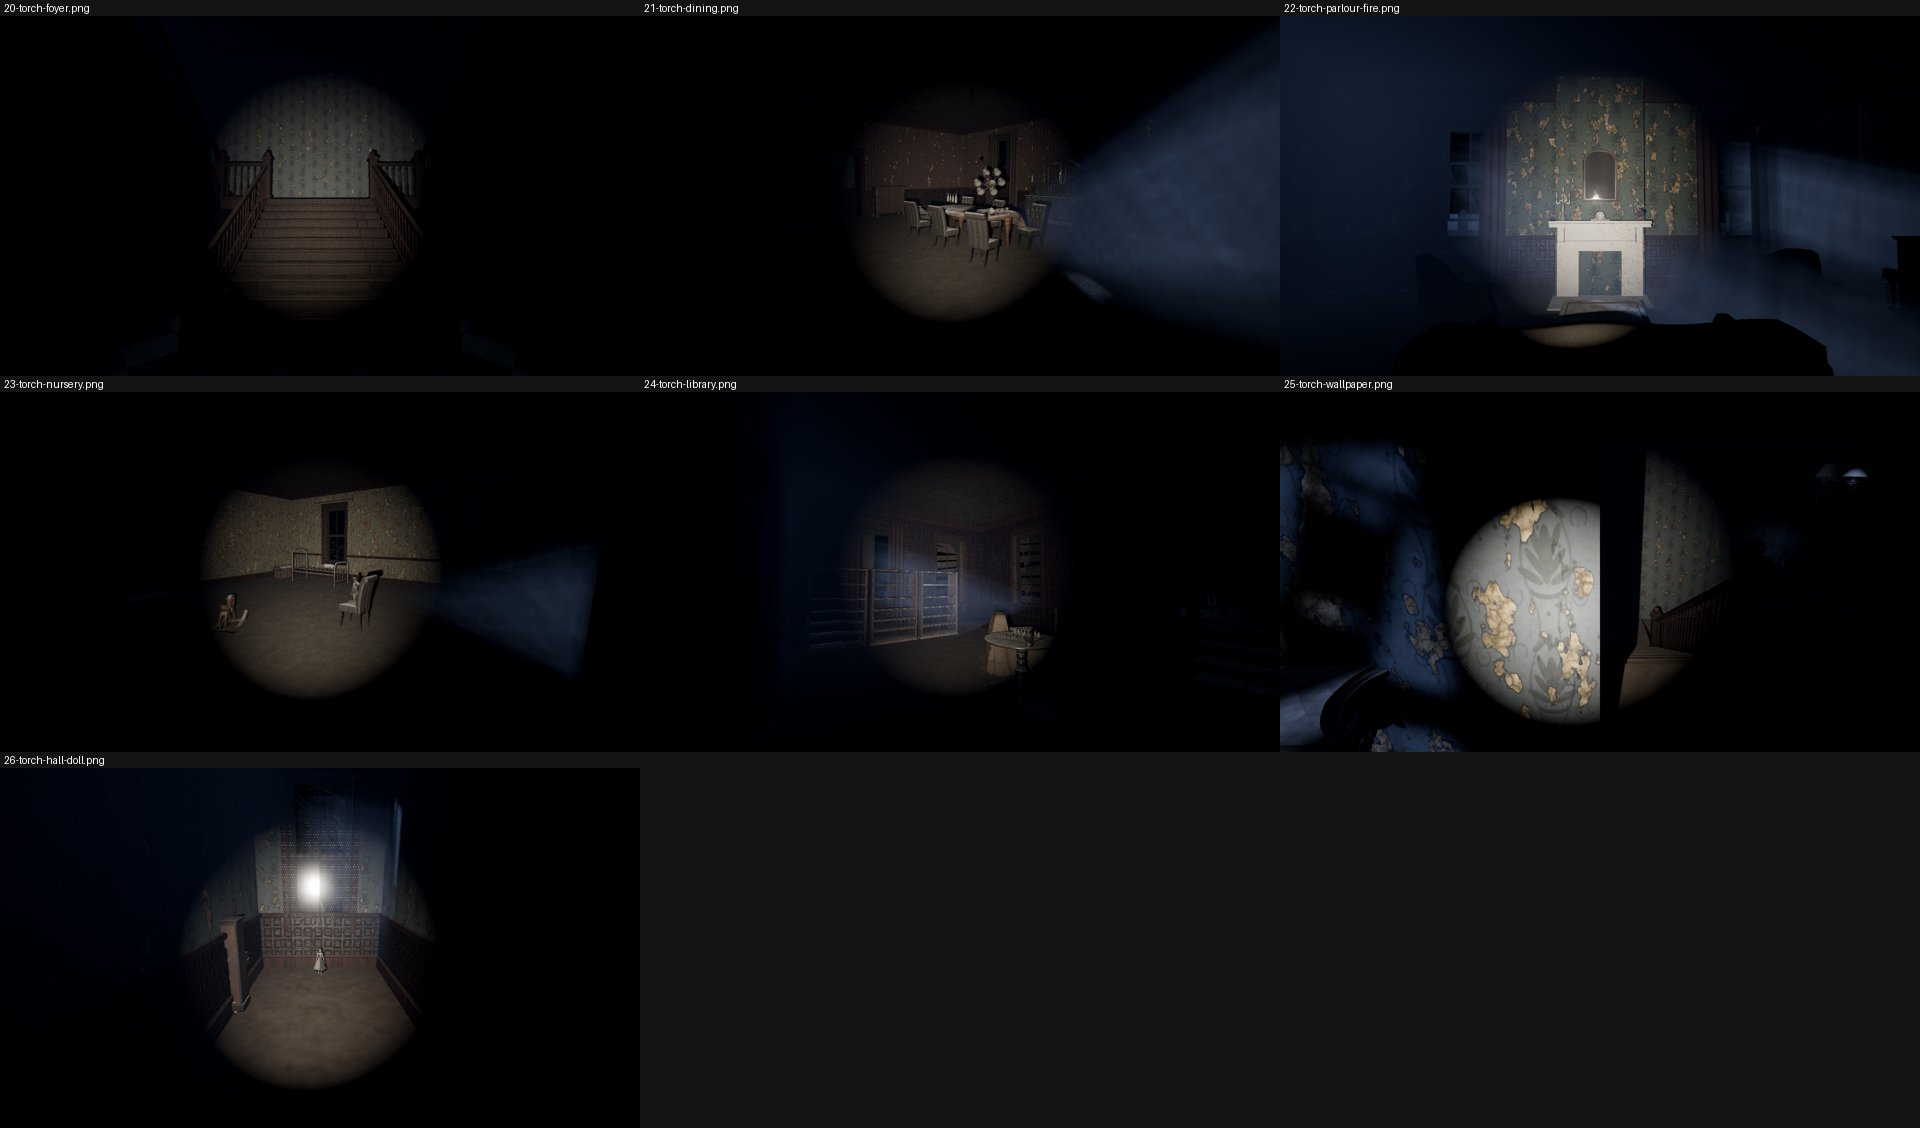 20-torch-foyer.png
21-torch-dining.png
22-torch-parlour-fire.png
23-torch-nursery.png
24-torch-library.png
25-torch-wallpaper.png
26-torch-hall-doll.png